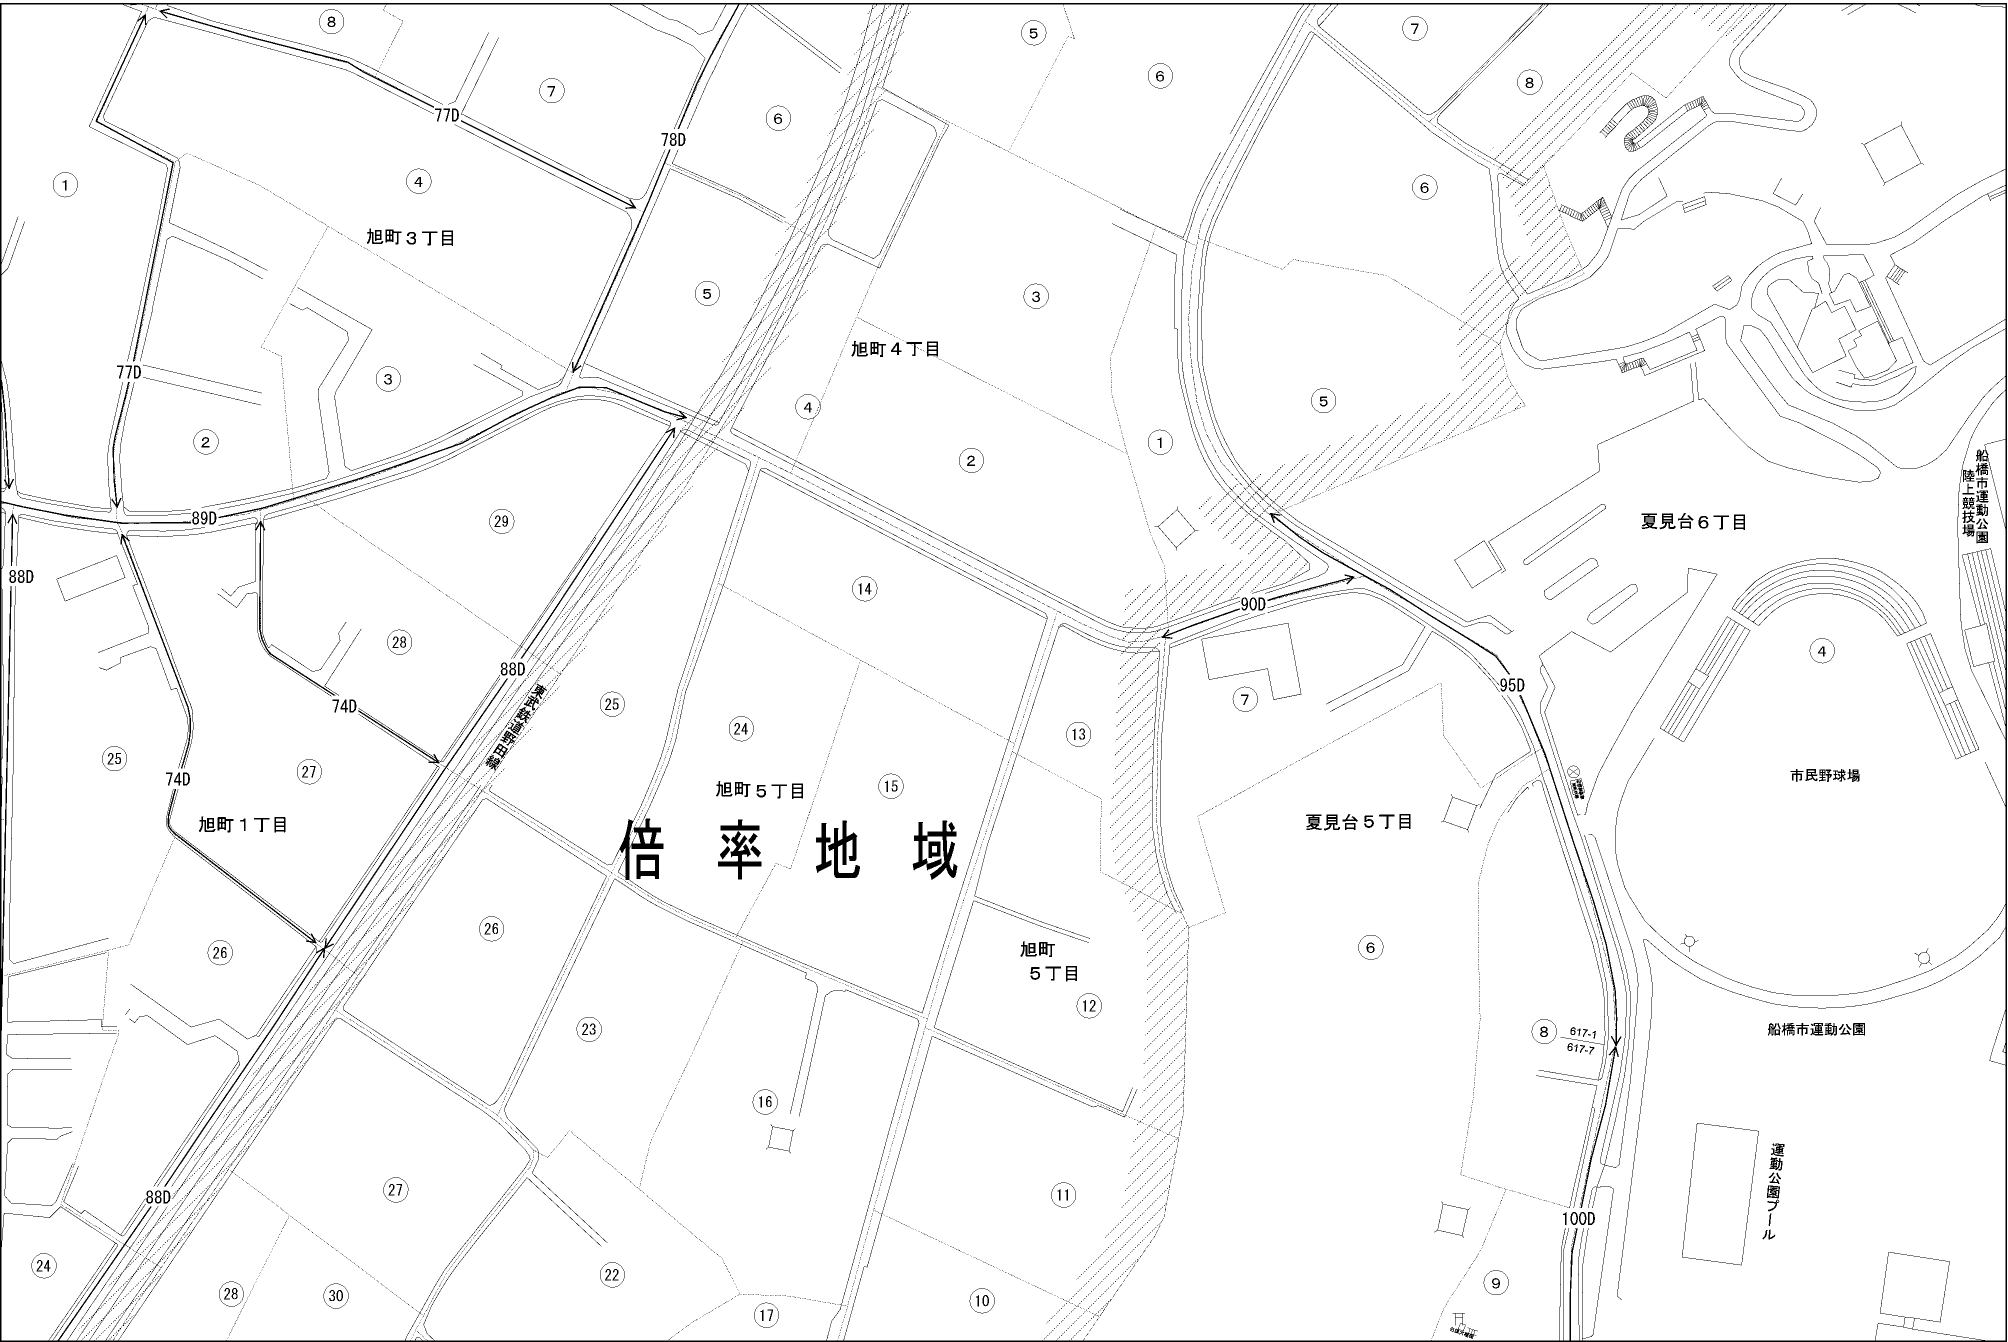 ⑧
⑤
⑦
⑥
⑦
⑧
77D
⑥
78D
①
④
⑥
旭町３丁目
⑤
③
旭町４丁目
77D
③
④
⑤
②
②
①
船橋市運動公園
陸上競技場
89D
㉙
夏見台６丁目
88D
⑭
90D
㉘
④
88D
95D
74D
東武鉄道野田線
㉕
⑦
㉔
⑬
㉕
74D
㉗
旭町５丁目
⑮
市民野球場
旭町１丁目
倍率地域
夏見台５丁目
㉖
㉖
旭町
５丁目
⑥
⑫
㉓
⑧
617-1
617-7
船橋市運動公園
⑯
88D
㉗
⑪
運動公園プール
100D
㉔
㉒
㉘
㉚
⑰
⑩
⑨